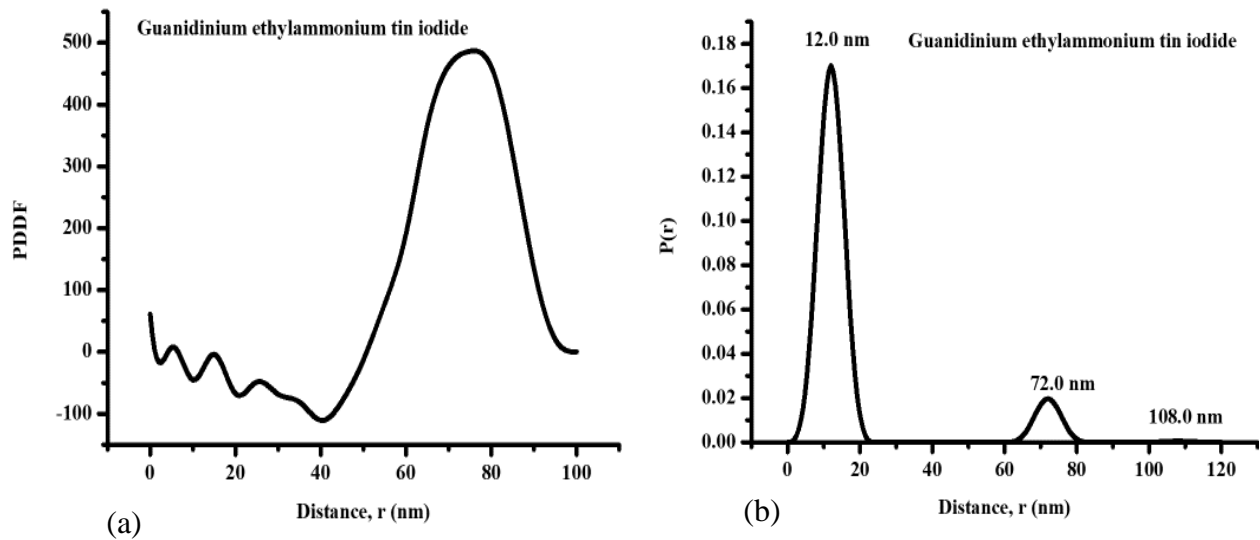 Guanidinium ethylammonium tin iodide
500
400
300
200
100
0
-100
PDDF
0 20 40 60 80 100
Distance, r (nm)
(a)
Guanidinium ethylammonium tin iodide
12.0 nm
72.0 nm
108.0 nm
0.18
0.16
0.14
0.12
0.10
0.08
0.06
0.04
0.02
0.00
P(r)
0 20 40 60 80 100 120
Distance, r (nm)
(b)